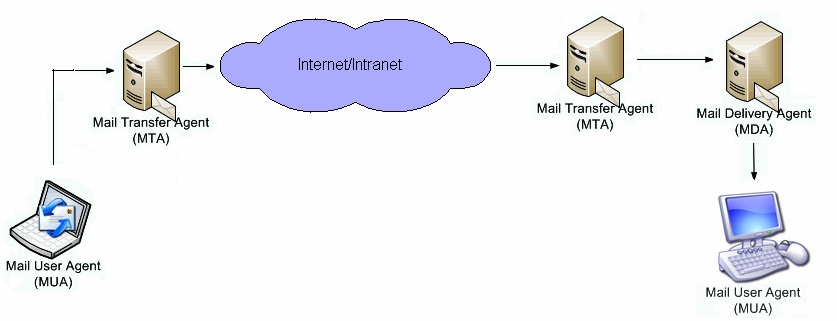 Internet/Intranet
Mail Transfer Agent
(MTA)
Mail Transfer Agent
(MTA)
Mail Delivery Agent
(MDA)
Mail User Agent
(MUA)
Mail User Agent
(MUA)